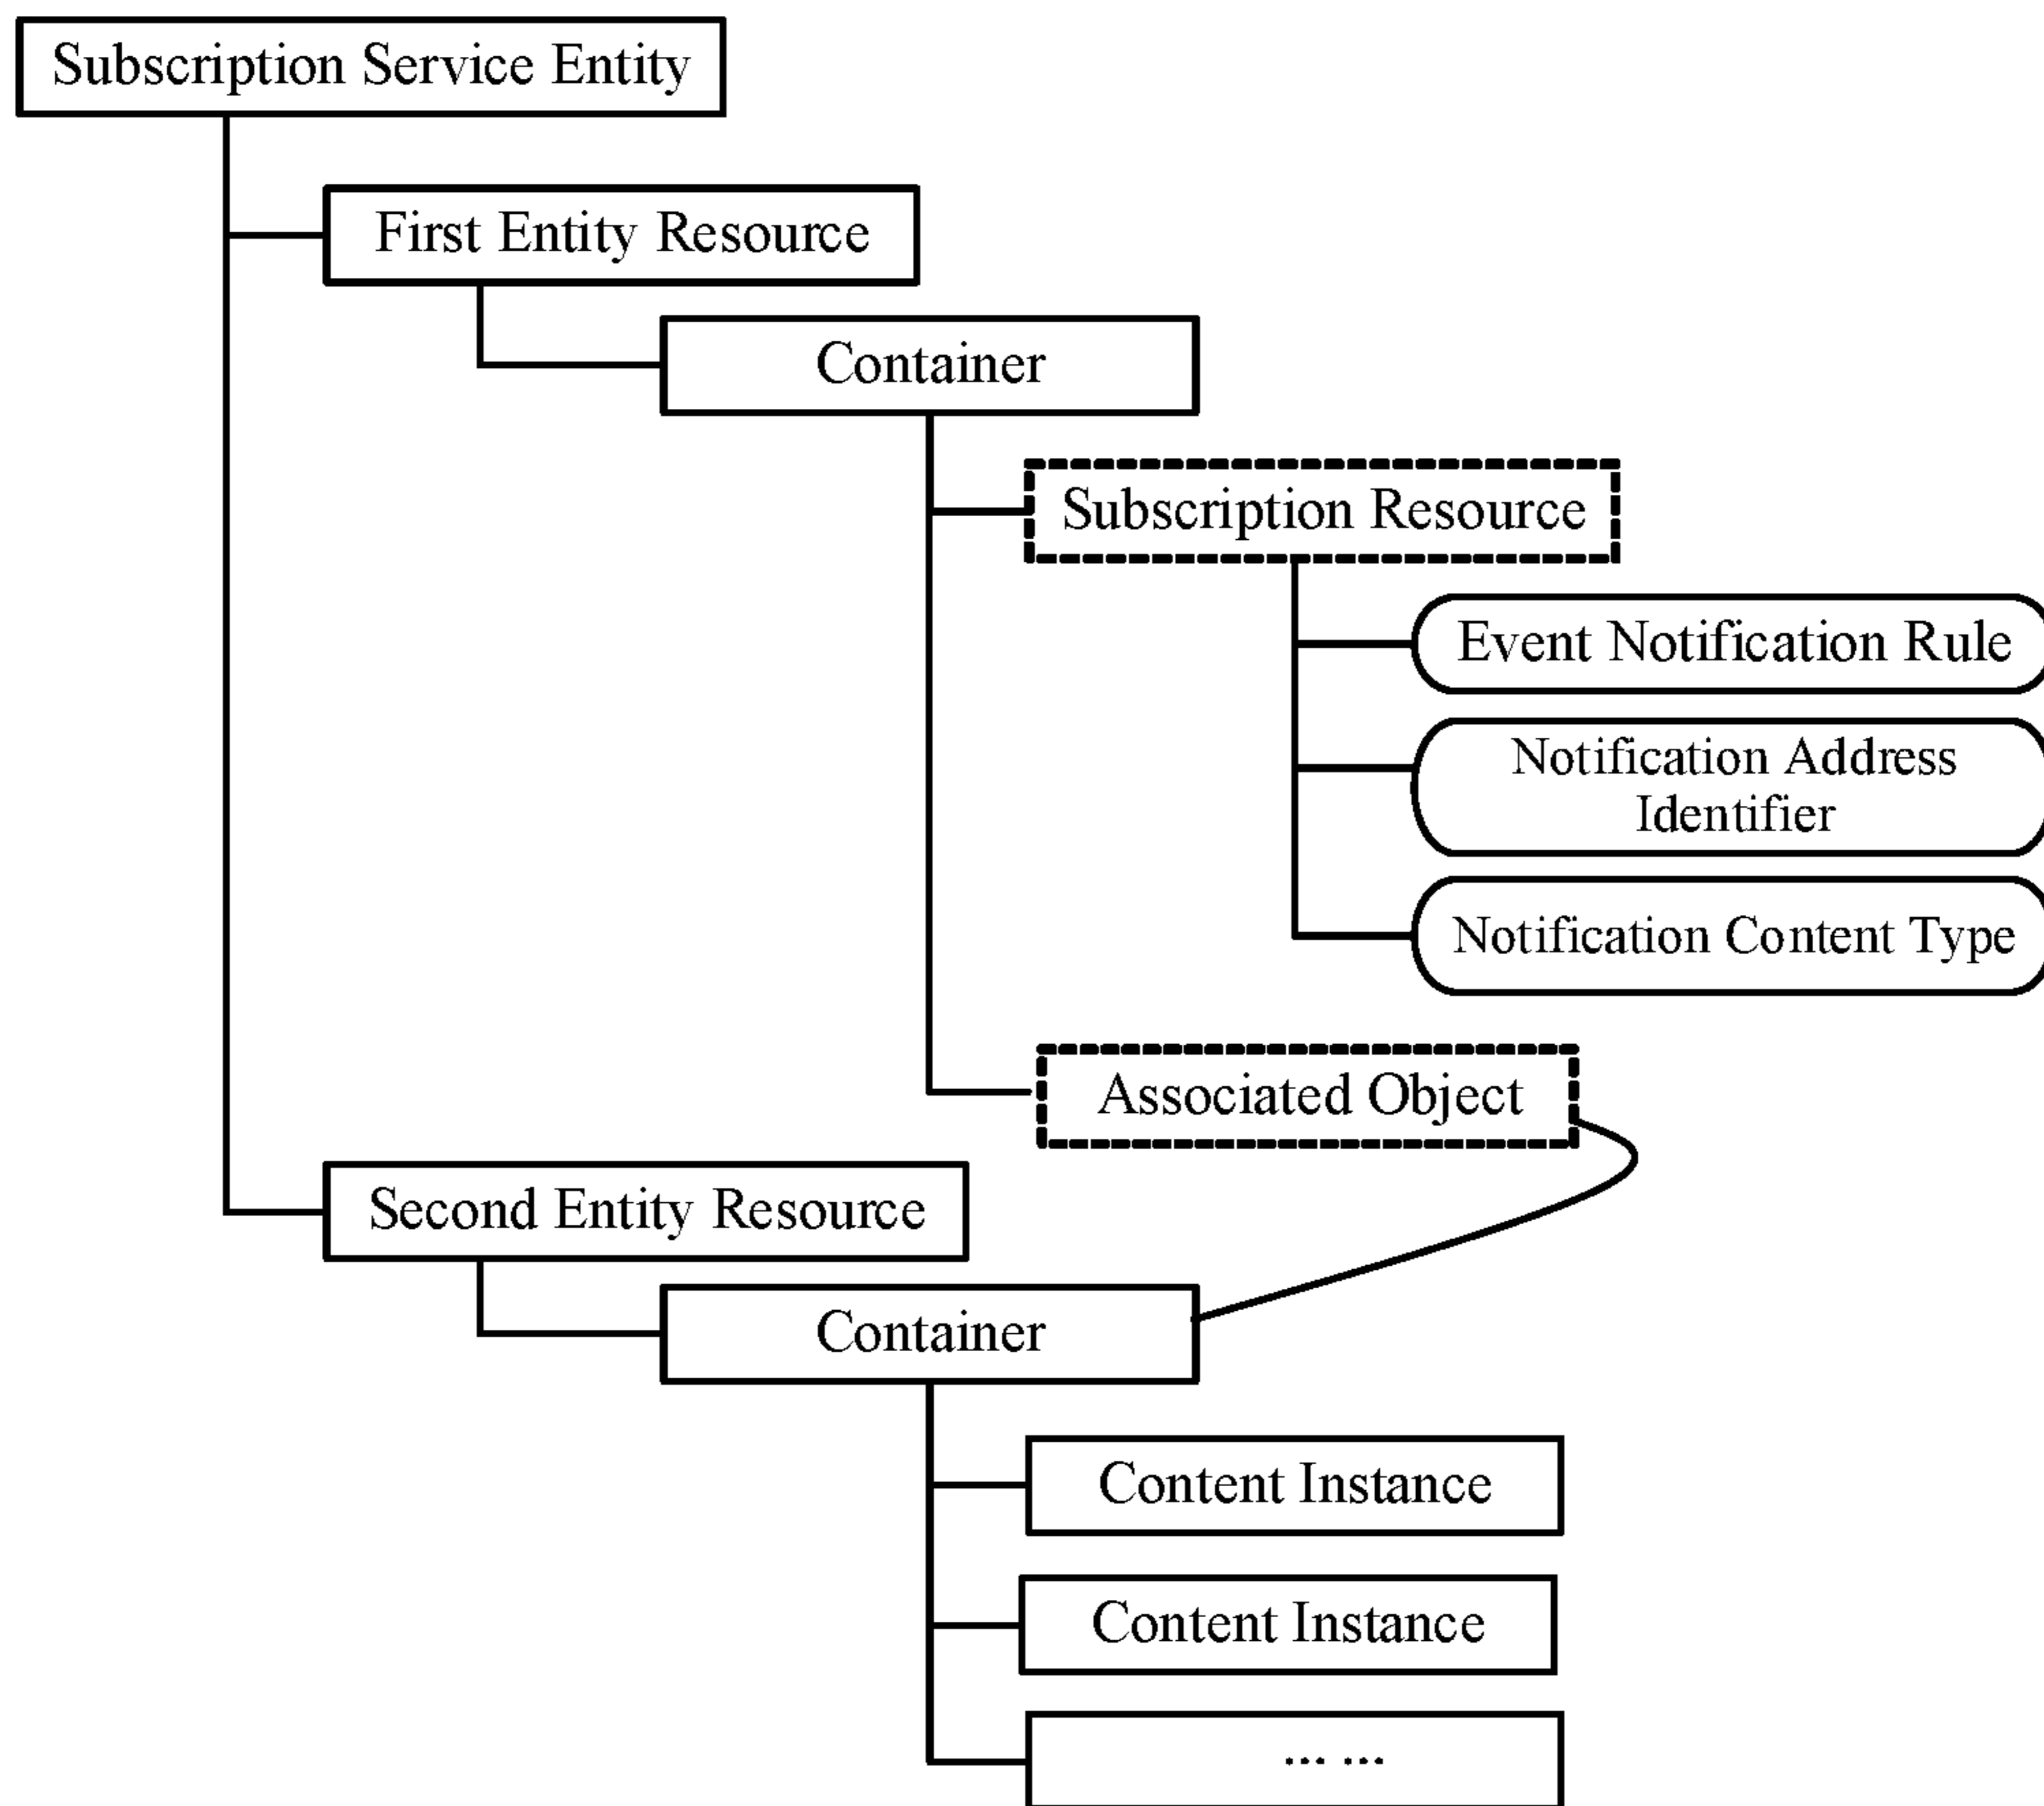 Subscription Service Entity
First Entity Resource
Container
Subscription Resource
Event Notification Rule
Notification Address
Identifier
Notification Content Type
Associated Object
Second Entity Resource
Container
Content Instance
Content Instance
... ...